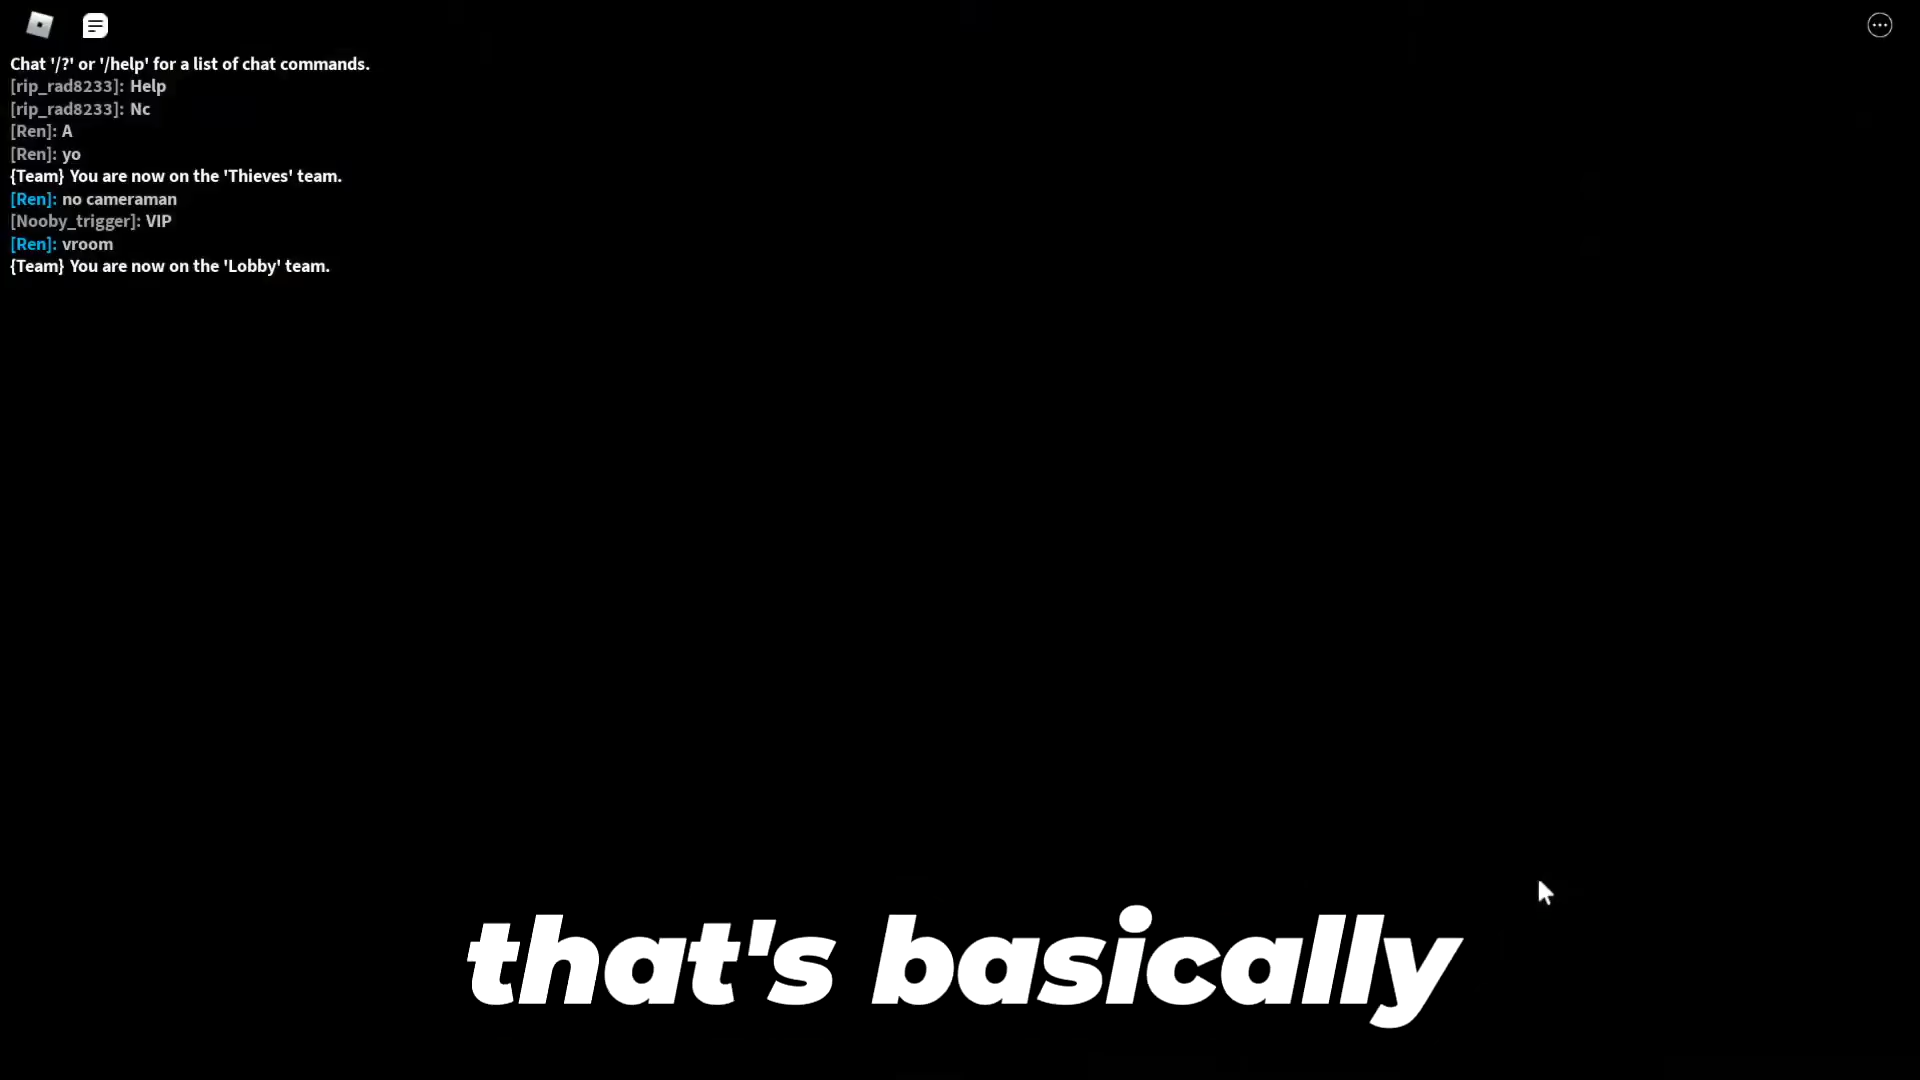 Chat '/?' or '/help' for a list of chat commands.
[rip_rad8233]: Help
[rip_rad8233]: Nc
[Ren]: A
[Ren]: yo
{Team} You are now on the 'Thieves' team.
[Ren]: no cameraman
[Nooby_trigger]: VIP
[Ren]: vroom
{Team} You are now on the 'Lobby' team.
that's basically